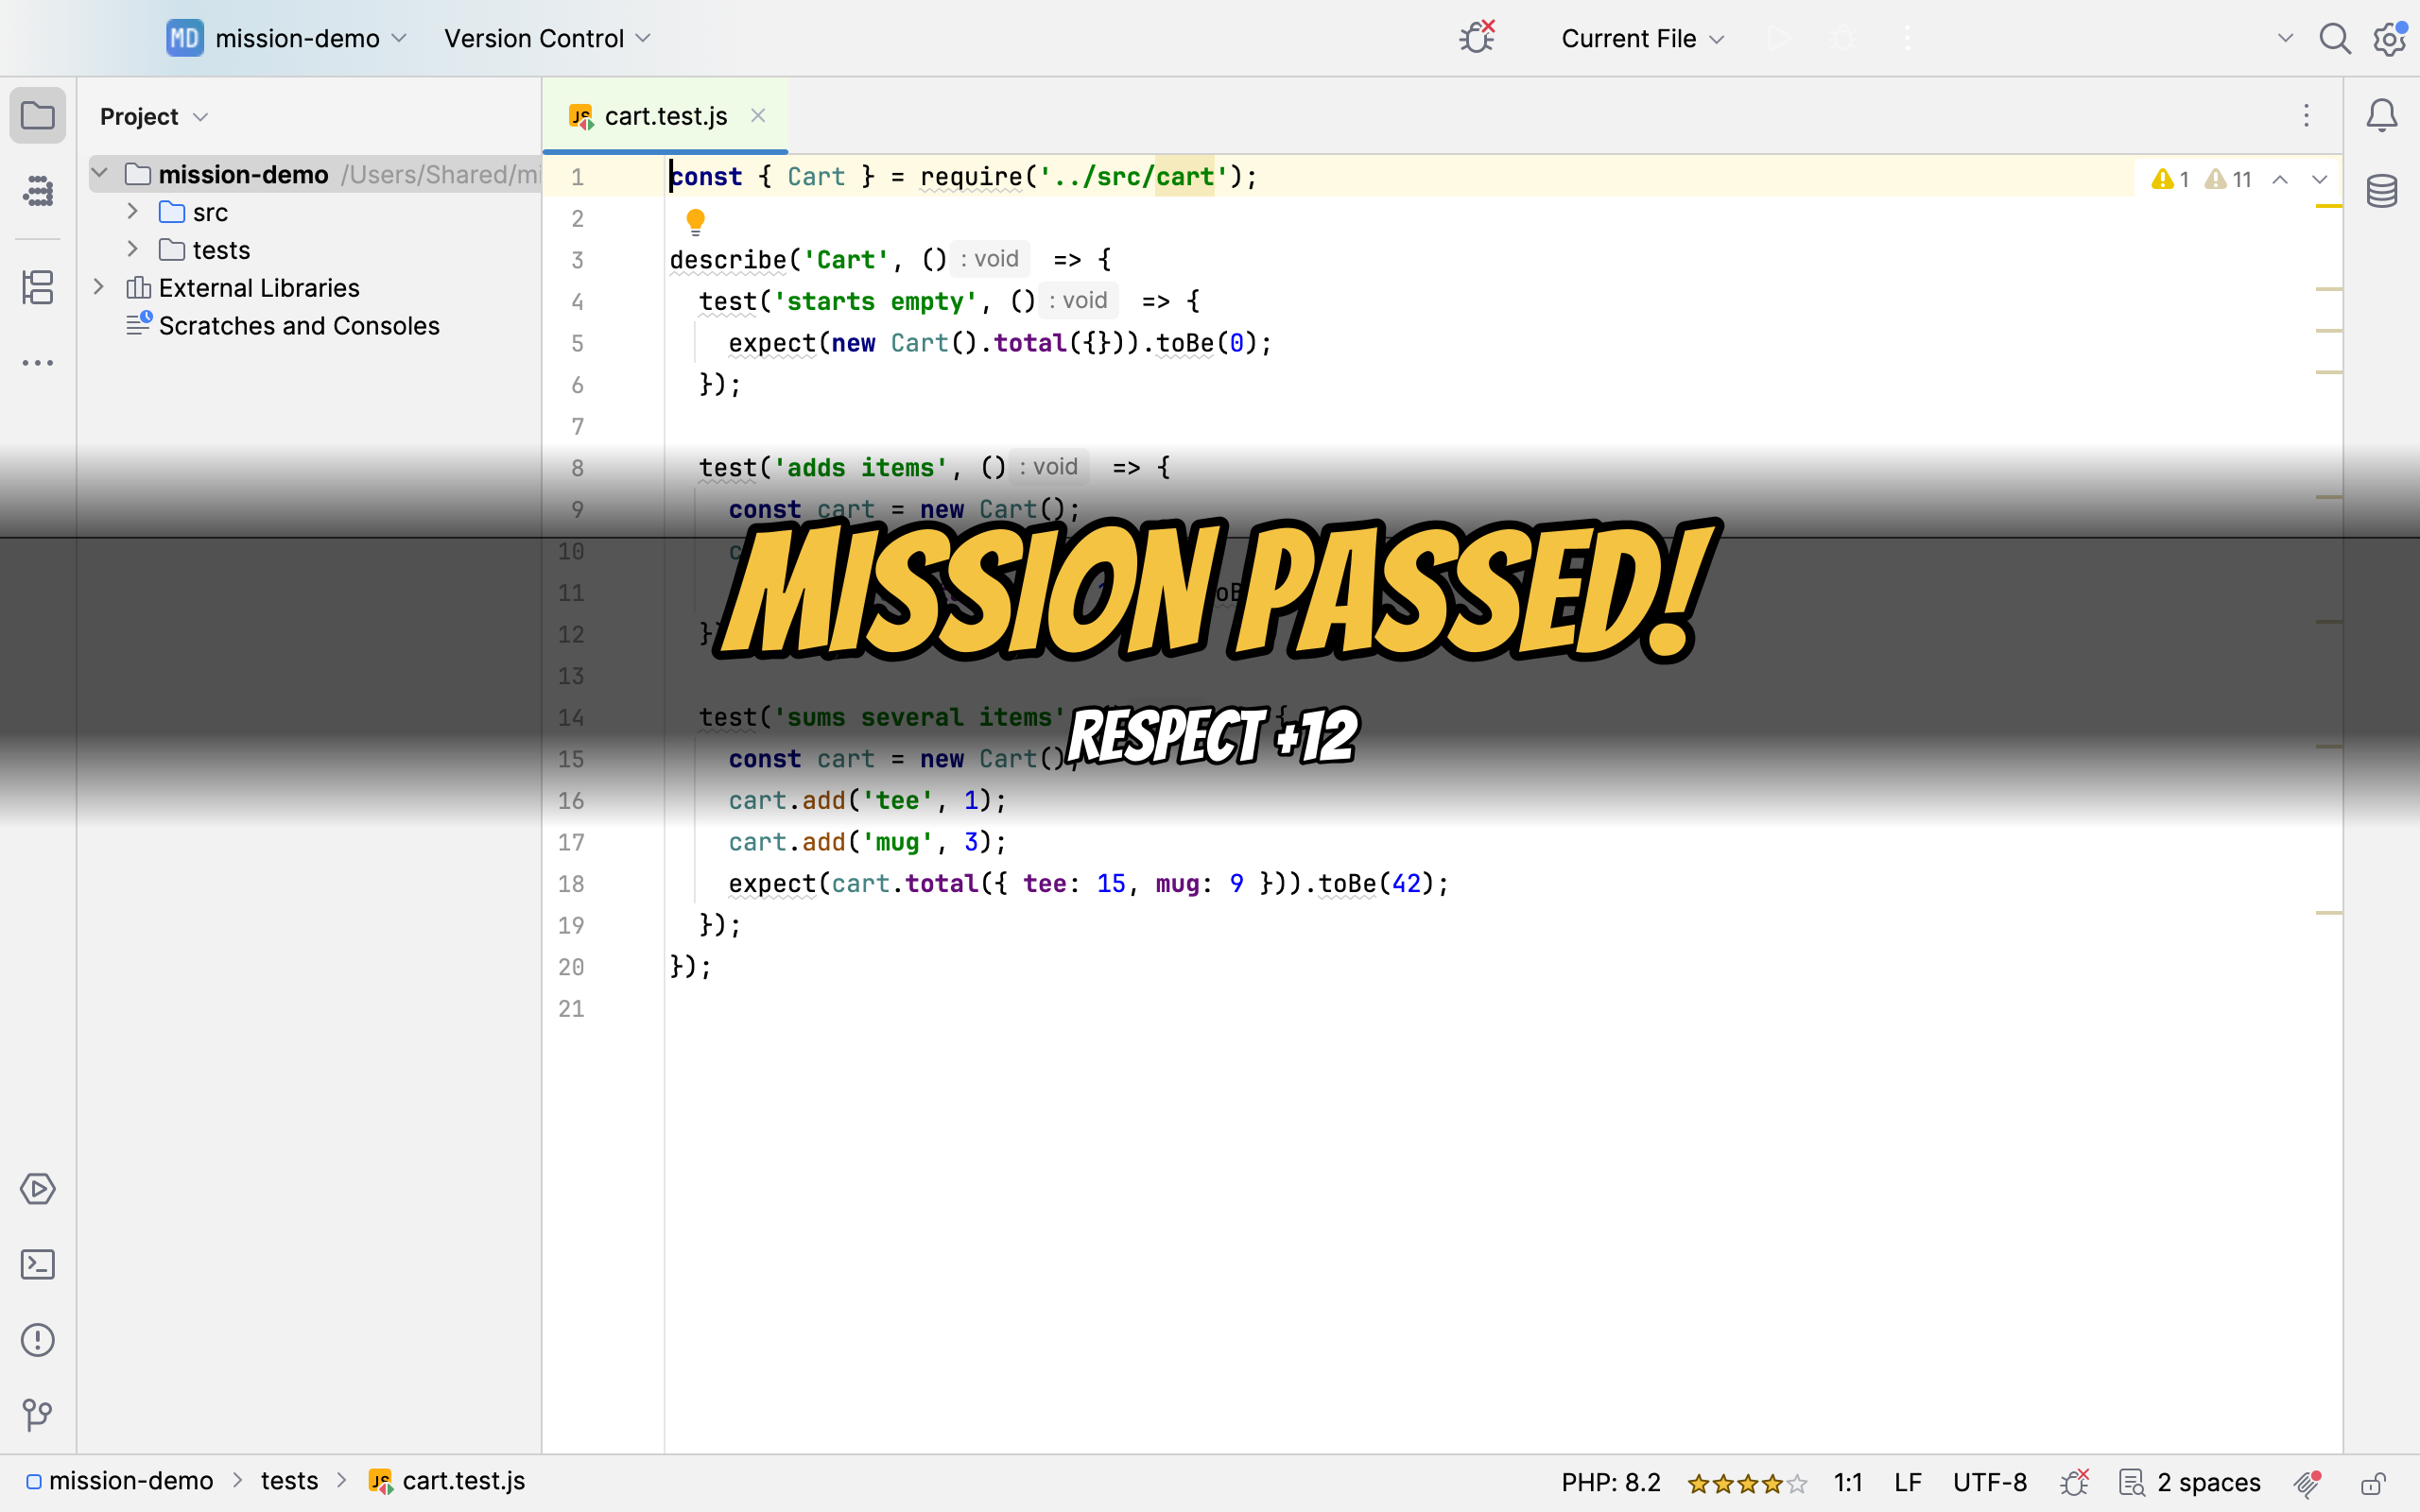 MD mission-demo Version Control Current File
Project
cart.test.js
mission-demo /Users/Shared/mi
src
tests
External Libraries
Scratches and Consoles
1 const { Cart } = require('../src/cart');
1 11
2
3 describe('Cart', () : void => {
4 test('starts empty', () : void => {
5 expect(new Cart().total({})).toBe(0);
6 });
7
8 test('adds items', () : void => {
9 const cart = new Cart();
10
11
12 }
13
MISSION PASSED!
14 test('sums several items'
RESPECT +12
15 const cart = new Cart()
16 cart.add('tee', 1);
17 cart.add('mug', 3);
18 expect(cart.total({ tee: 15, mug: 9 })).toBe(42);
19 });
20 });
21
mission-demo > tests > cart.test.js PHP: 8.2 1:1 LF UTF-8 2 spaces